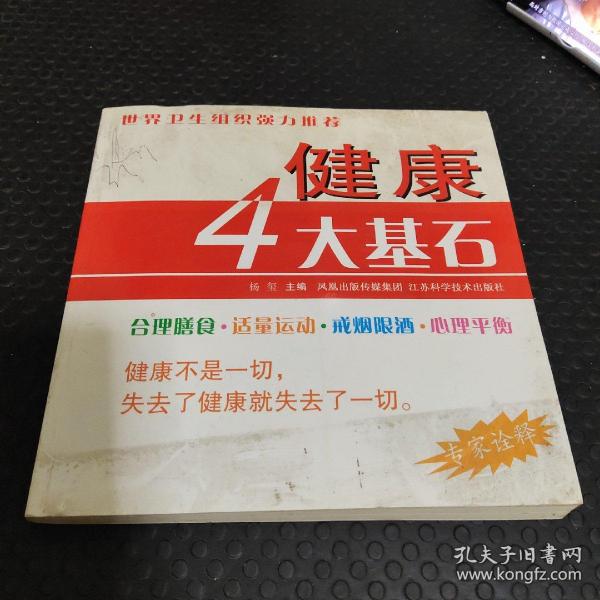 世界卫生组织强力推荐
健康
4大基石
杨玺 主编 凤凰出版传媒集团 江苏科学技术出版社
合理膳食·适量运动·戒烟限酒·心理平衡
健康不是一切，
失去了健康就失去了一切。
专家诠释
孔夫子旧书网
www.kongfz.com